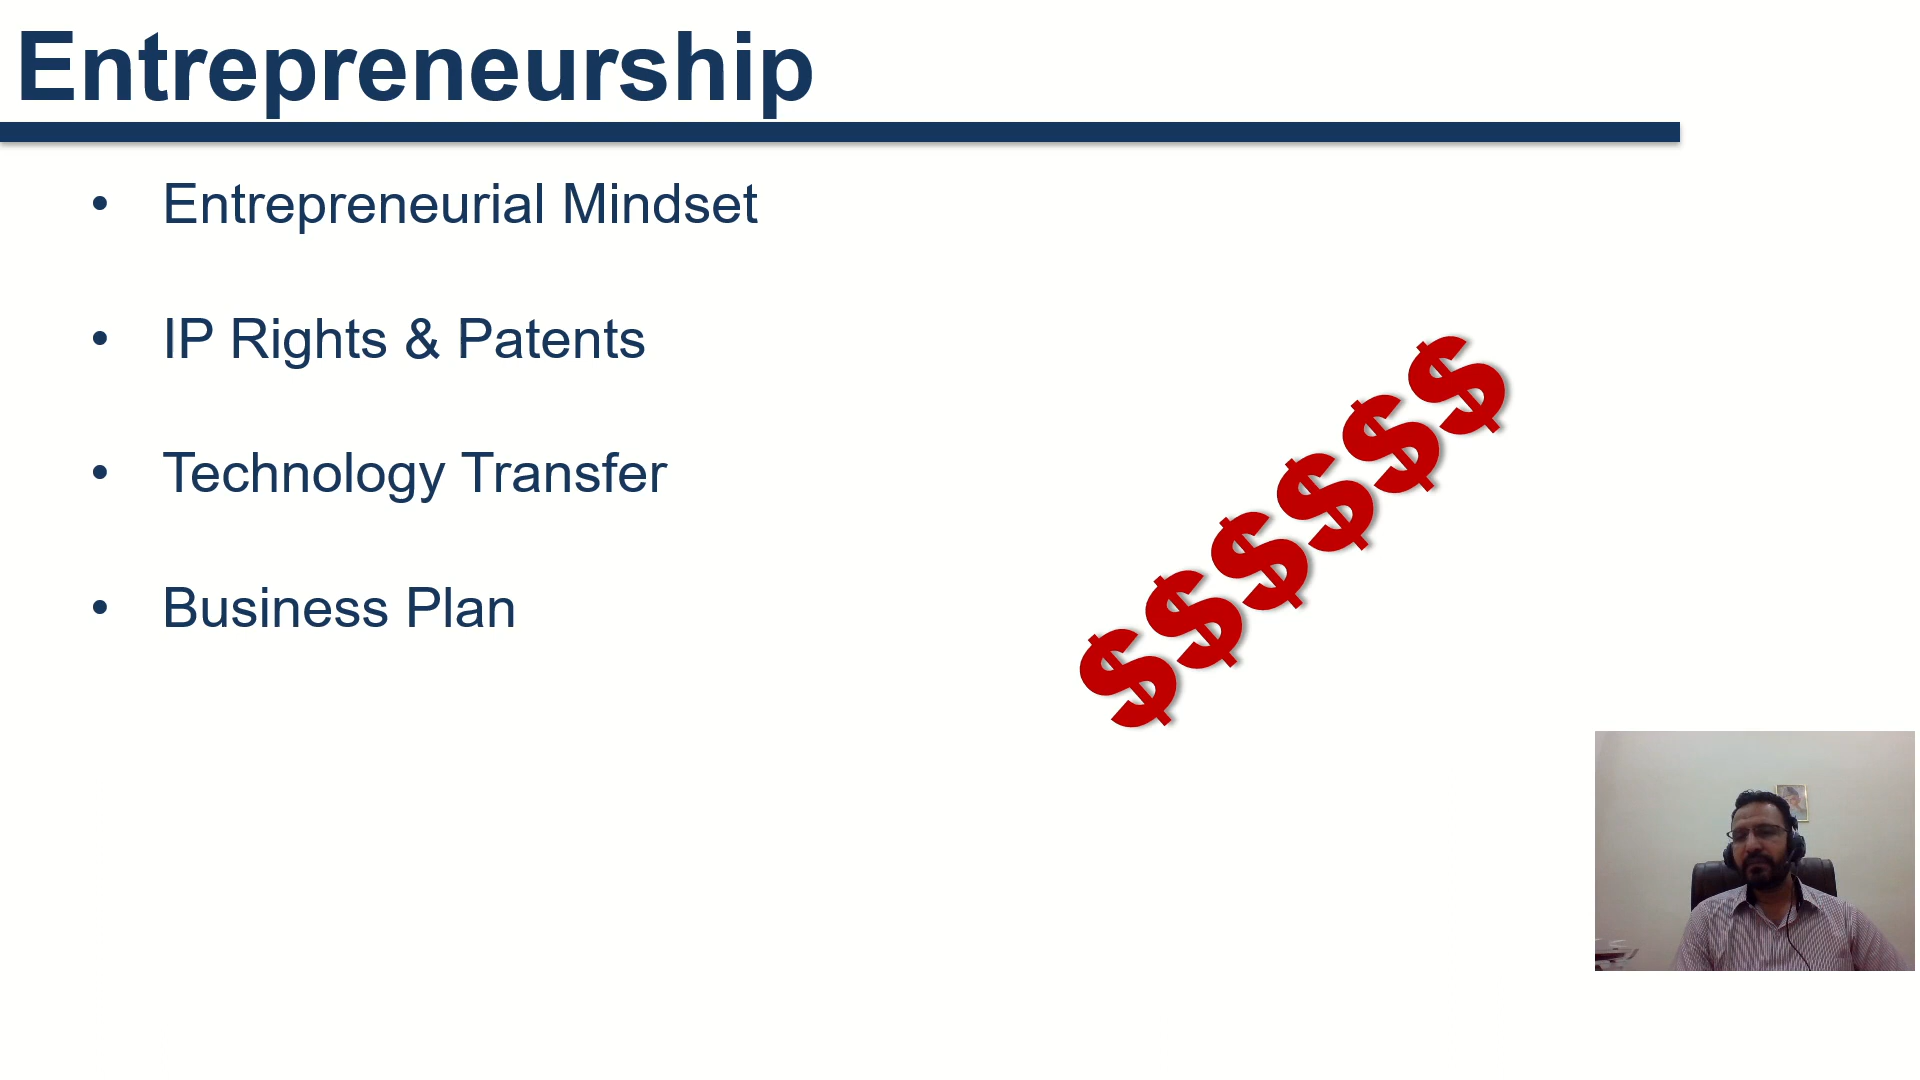 Entrepreneurship
• Entrepreneurial Mindset
• IP Rights & Patents
• Technology Transfer
• Business Plan
$$$$$$